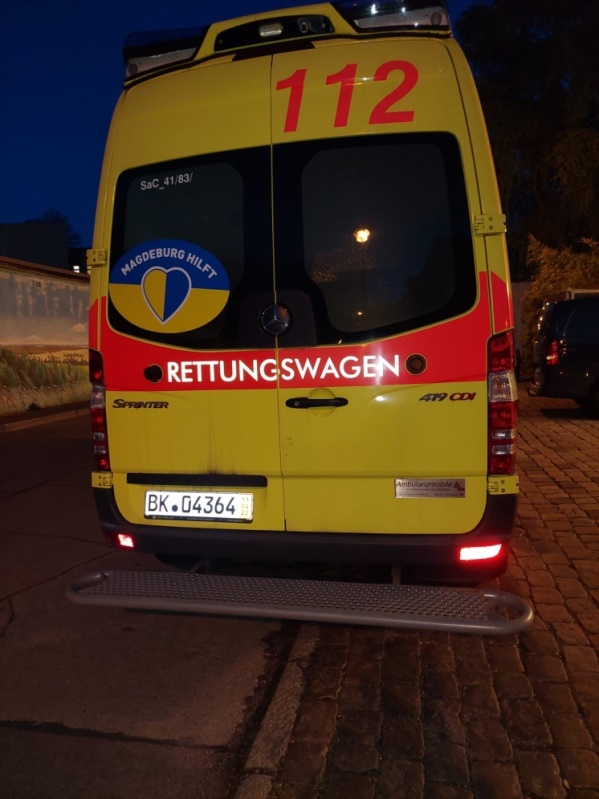 112
SaC_41/83/
MAGDEBURG HILFT
RETTUNGSWAGEN
SPRINTER
419 CDI
Ambulanzmobile
BK 04364